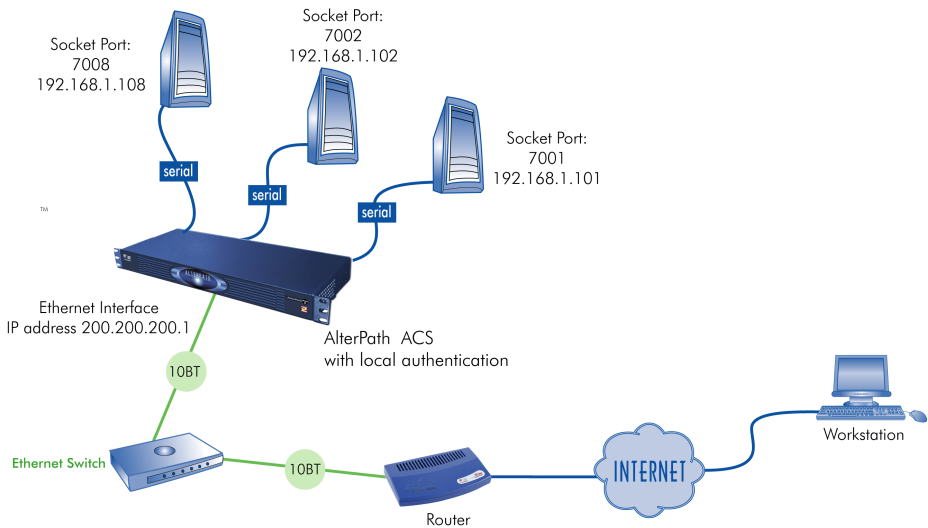 Socket Port:
7008
192.168.1.108
Socket Port:
7002
192.168.1.102
Socket Port:
7001
192.168.1.101
serial
serial
serial
TM
ALTERPATH
Ethernet Interface
IP address 200.200.200.1
AlterPath ACS
with local authentication
10BT
Ethernet Switch
10BT
Router
INTERNET
Workstation